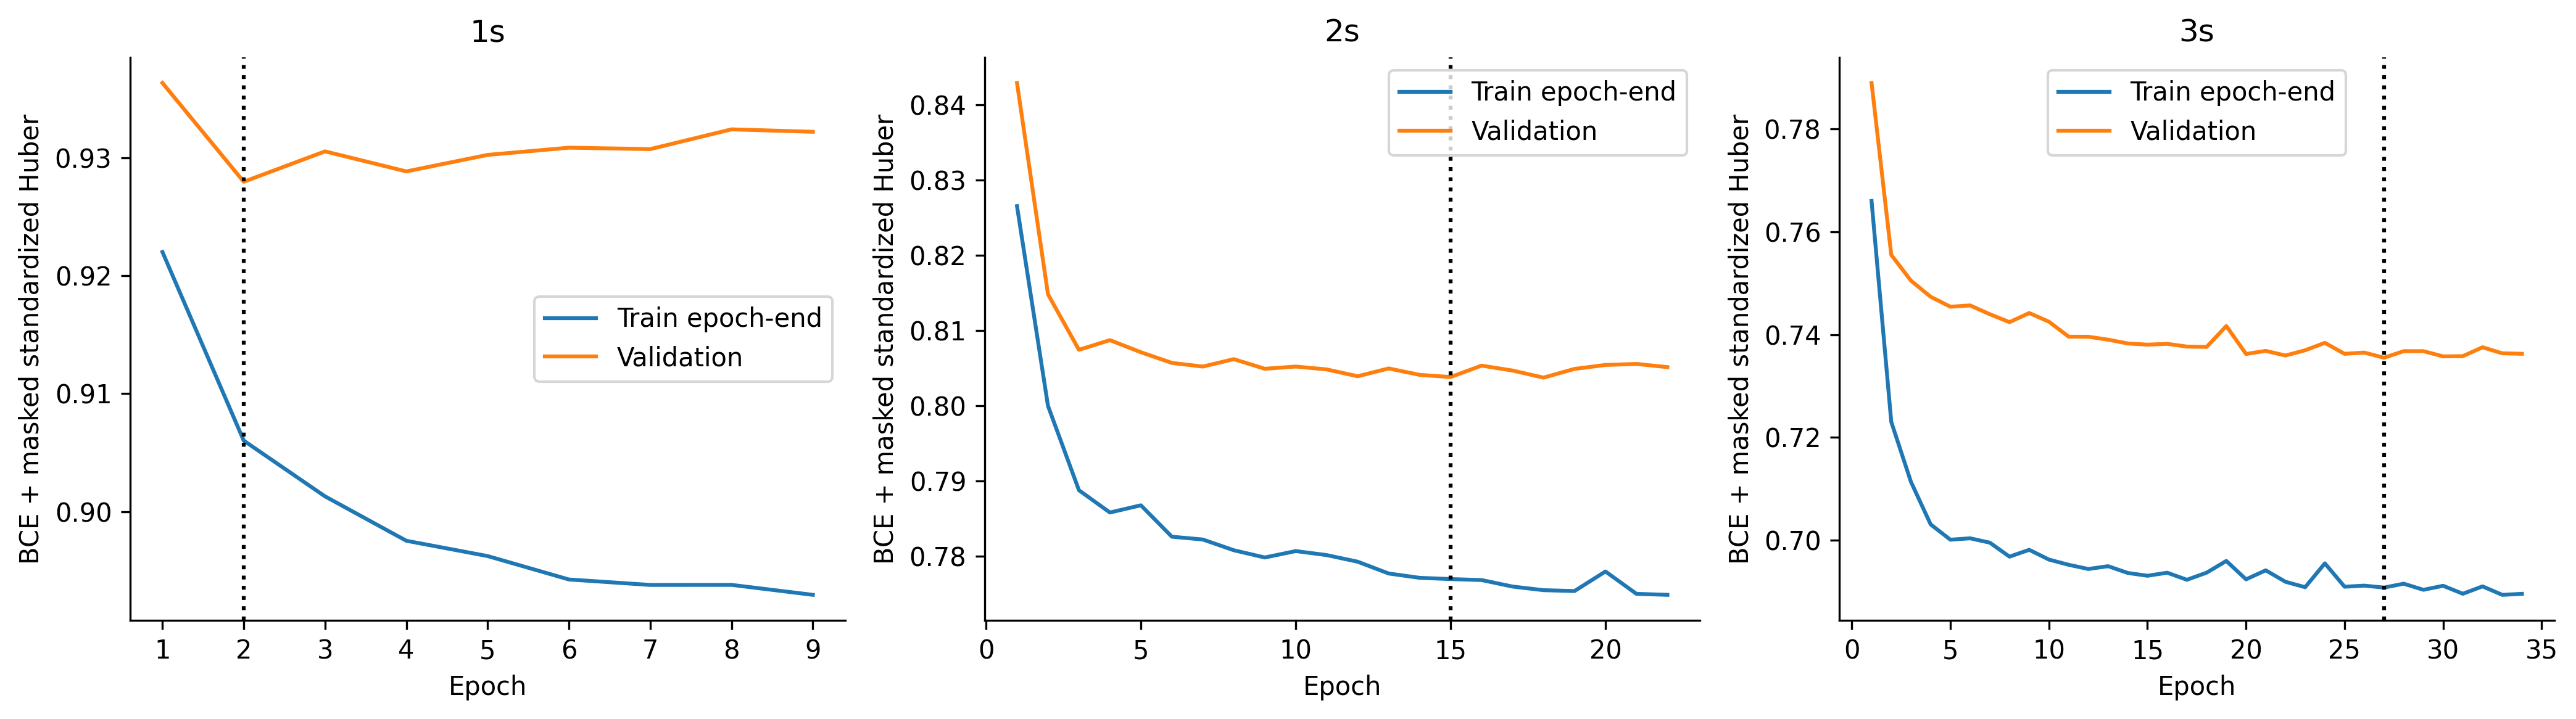 1s
BCE + masked standardized Huber
0.93
0.92
0.91
0.90
Train epoch-end
Validation
1 2 3 4 5 6 7 8 9
Epoch
2s
BCE + masked standardized Huber
0.84
0.83
0.82
0.81
0.80
0.79
0.78
Train epoch-end
Validation
0 5 10 15 20
Epoch
3s
BCE + masked standardized Huber
0.78
0.76
0.74
0.72
0.70
Train epoch-end
Validation
0 5 10 15 20 25 30 35
Epoch